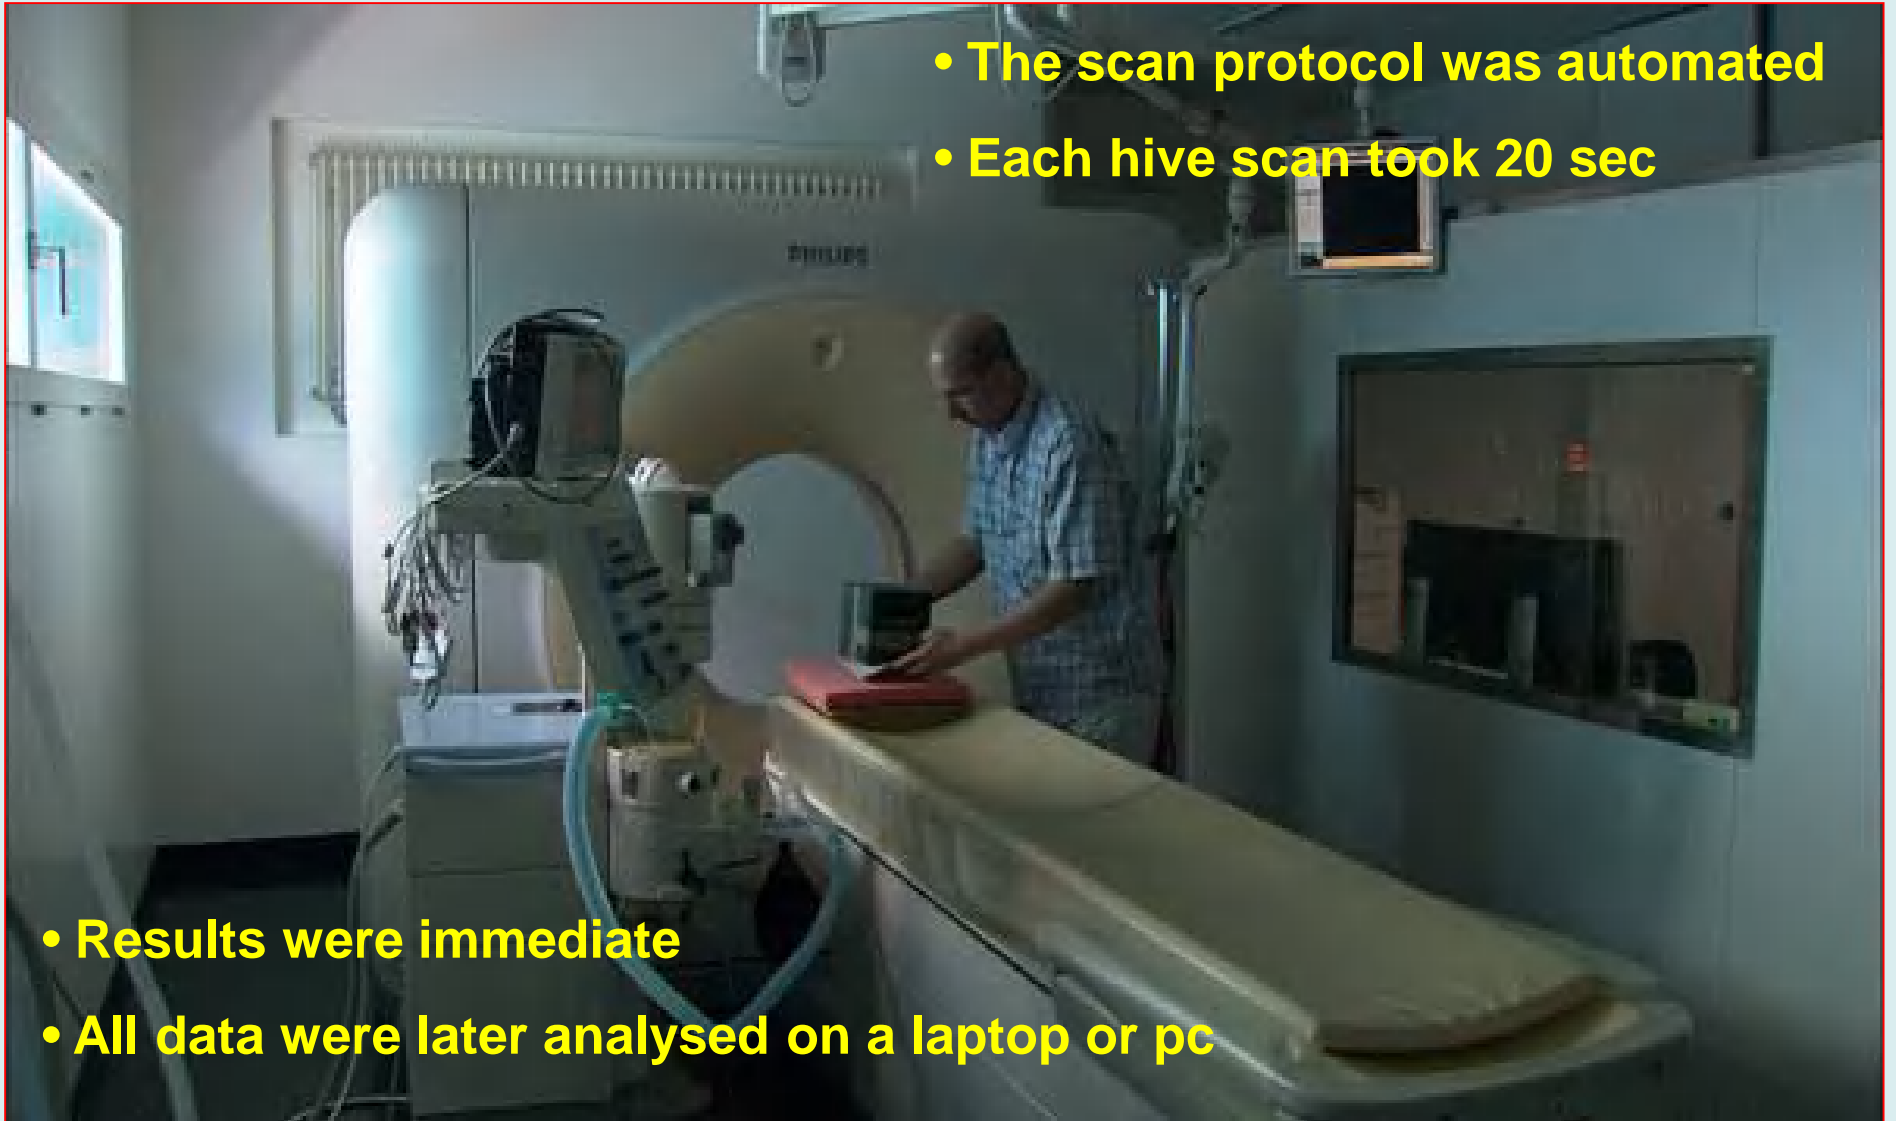 • The scan protocol was automated
• Each hive scan took 20 sec
PHILIPS
• Results were immediate
• All data were later analysed on a laptop or pc